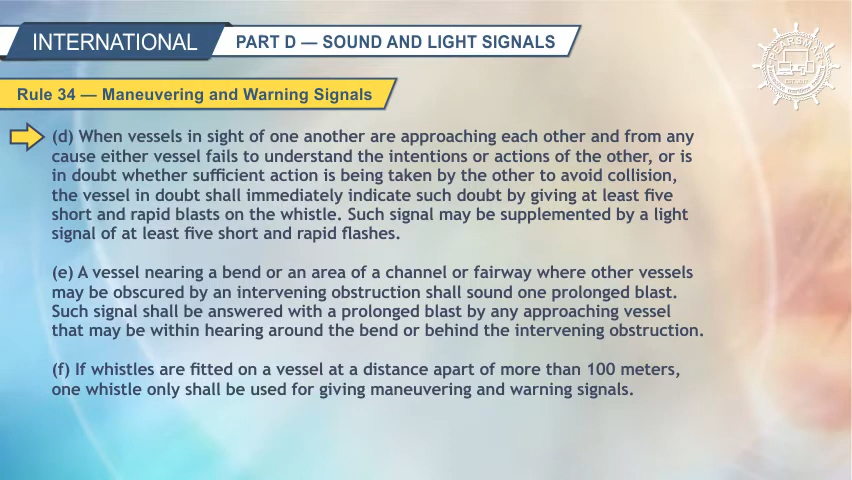 INTERNATIONAL
PART D — SOUND AND LIGHT SIGNALS
PEARSMAR
Rule 34 — Maneuvering and Warning Signals
(d) When vessels in sight of one another are approaching each other and from any
cause either vessel fails to understand the intentions or actions of the other, or is
in doubt whether sufficient action is being taken by the other to avoid collision,
the vessel in doubt shall immediately indicate such doubt by giving at least five
short and rapid blasts on the whistle. Such signal may be supplemented by a light
signal of at least five short and rapid flashes.
(e) A vessel nearing a bend or an area of a channel or fairway where other vessels
may be obscured by an intervening obstruction shall sound one prolonged blast.
Such signal shall be answered with a prolonged blast by any approaching vessel
that may be within hearing around the bend or behind the intervening obstruction.
(f) If whistles are fitted on a vessel at a distance apart of more than 100 meters,
one whistle only shall be used for giving maneuvering and warning signals.